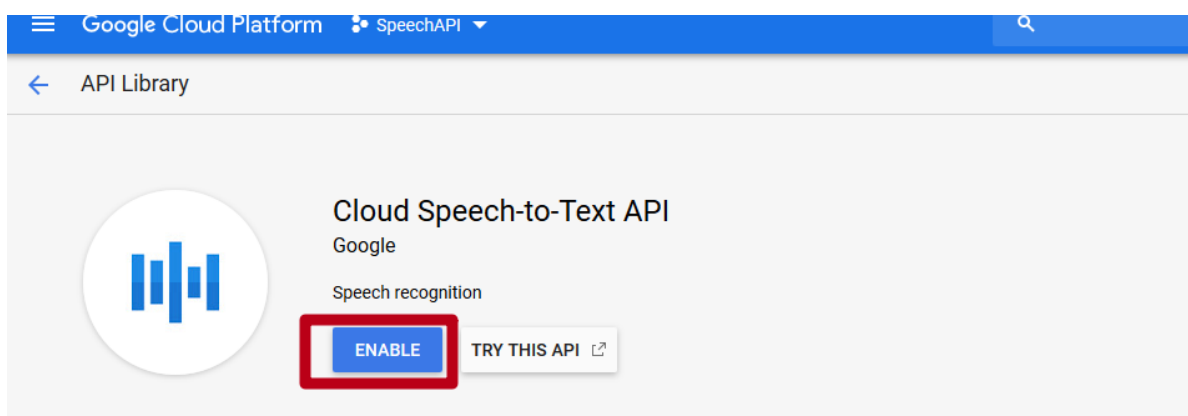 Google Cloud Platform SpeechAPI
API Library
Cloud Speech-to-Text API
Google
Speech recognition
ENABLE TRY THIS API